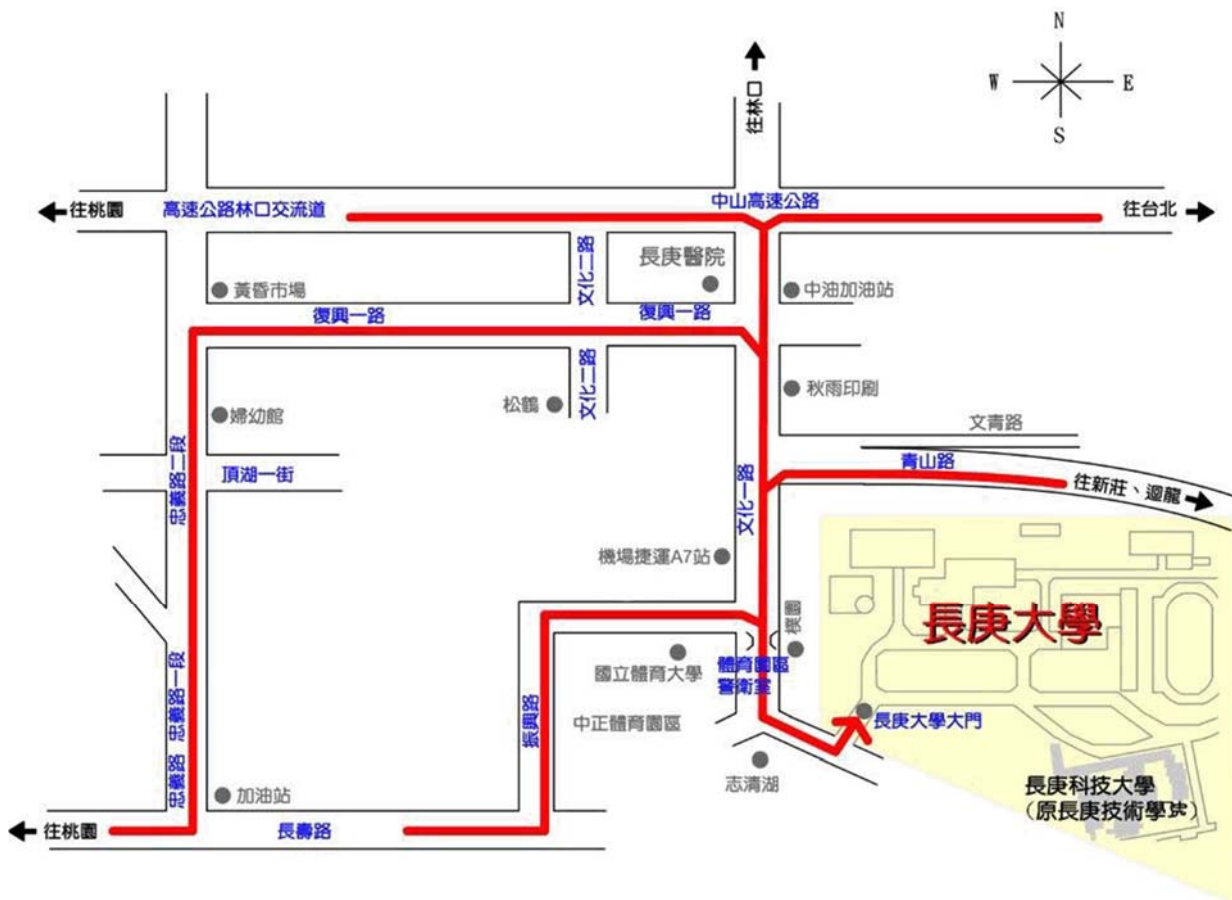 N
W
E
S
往林口
往桃園
高速公路林口交流道
中山高速公路
往台北
文化二路
長庚醫院
黃昏市場
中油加油站
復興一路
復興一路
文化二路
秋雨印刷
婦幼館
松鶴
文青路
忠義路二段
頂湖一街
青山路
往新莊、迴龍
文化一路
機場捷運A7站
長庚大學
樸園
國立體育大學
體育園區
警衛室
忠義路一段
振興路
中正體育園區
長庚大學大門
忠義路
志清湖
加油站
長庚科技大學
(原長庚技術學院)
往桃園
長壽路